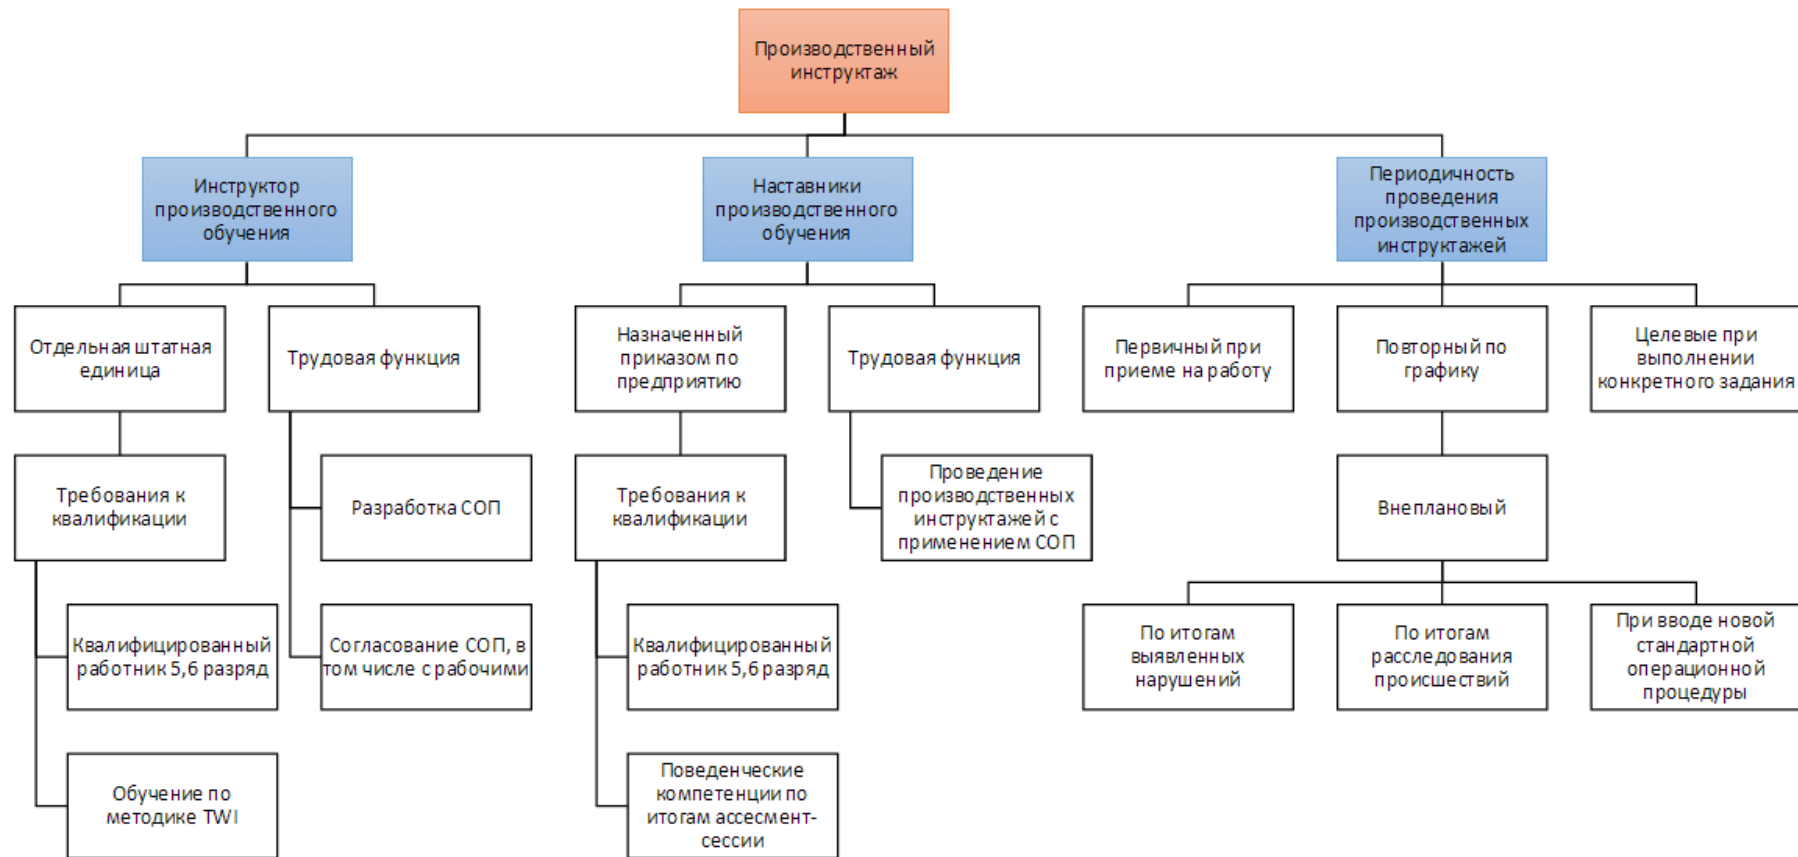 Производственный
инструктаж
Инструктор
производственного
обучения
Наставники
производственного
обучения
Периодичность
проведения
производственных
инструктажей
Отдельная штатная
единица
Трудовая функция
Назначенный
приказом по
предприятию
Трудовая функция
Первичный при
приеме на работу
Повторный по
графику
Целевые при
выполнении
конкретного задания
Требования к
квалификации
Разработка СОП
Требования к
квалификации
Проведение
производственных
инструктажей с
применением СОП
Внеплановый
Квалифицированный
работник 5,6 разряд
Согласование СОП, в
том числе с рабочими
Квалифицированный
работник 5,6 разряд
По итогам
выявленных
нарушений
По итогам
расследования
происшествий
При вводе новой
стандартной
операционной
процедуры
Обучение по
методике TWI
Поведенческие
компетенции по
итогам ассесмент-
сессии